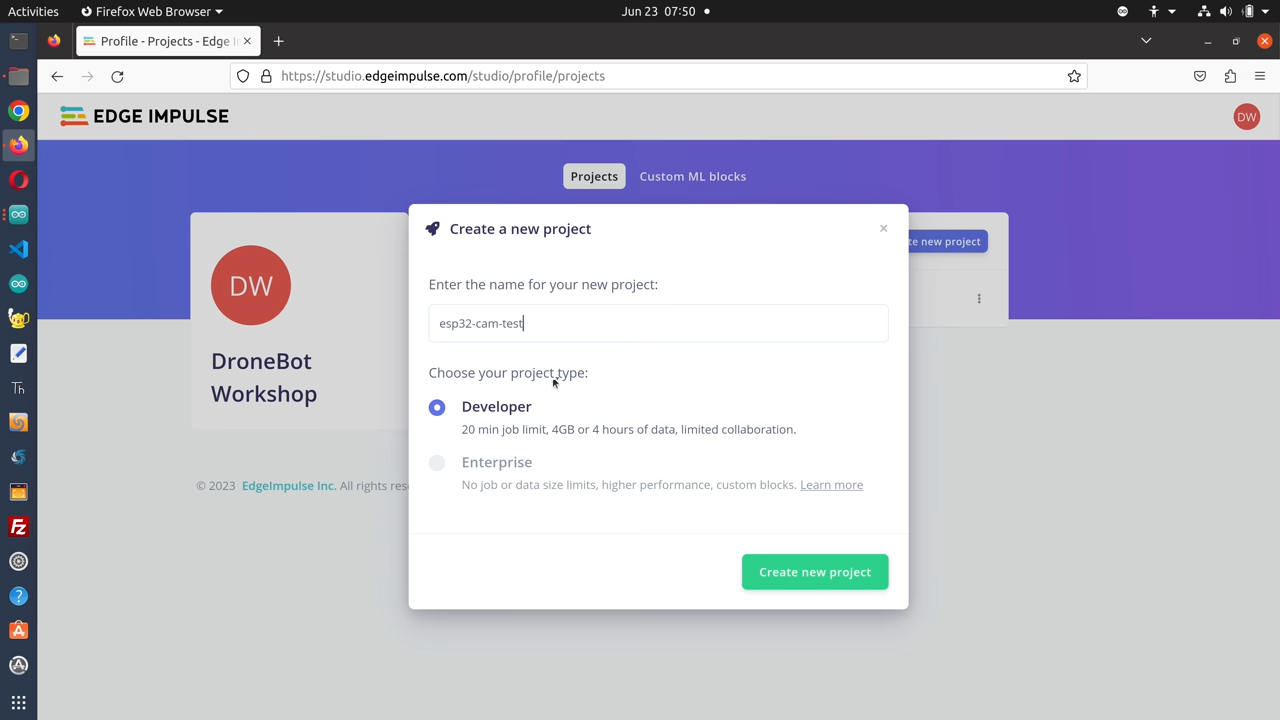 Activities
Firefox Web Browser
Jun 23 07:50
Profile - Projects - Edge I
https://studio.edgeimpulse.com/studio/profile/projects
EDGE IMPULSE
DW
Projects
Custom ML blocks
Create a new project
te new project
DW
Enter the name for your new project:
esp32-cam-test
DroneBot
Workshop
Choose your project type:
Developer
20 min job limit, 4GB or 4 hours of data, limited collaboration.
Enterprise
No job or data size limits, higher performance, custom blocks. Learn more
© 2023 EdgeImpulse Inc. All rights res
Th
Fz
Create new project